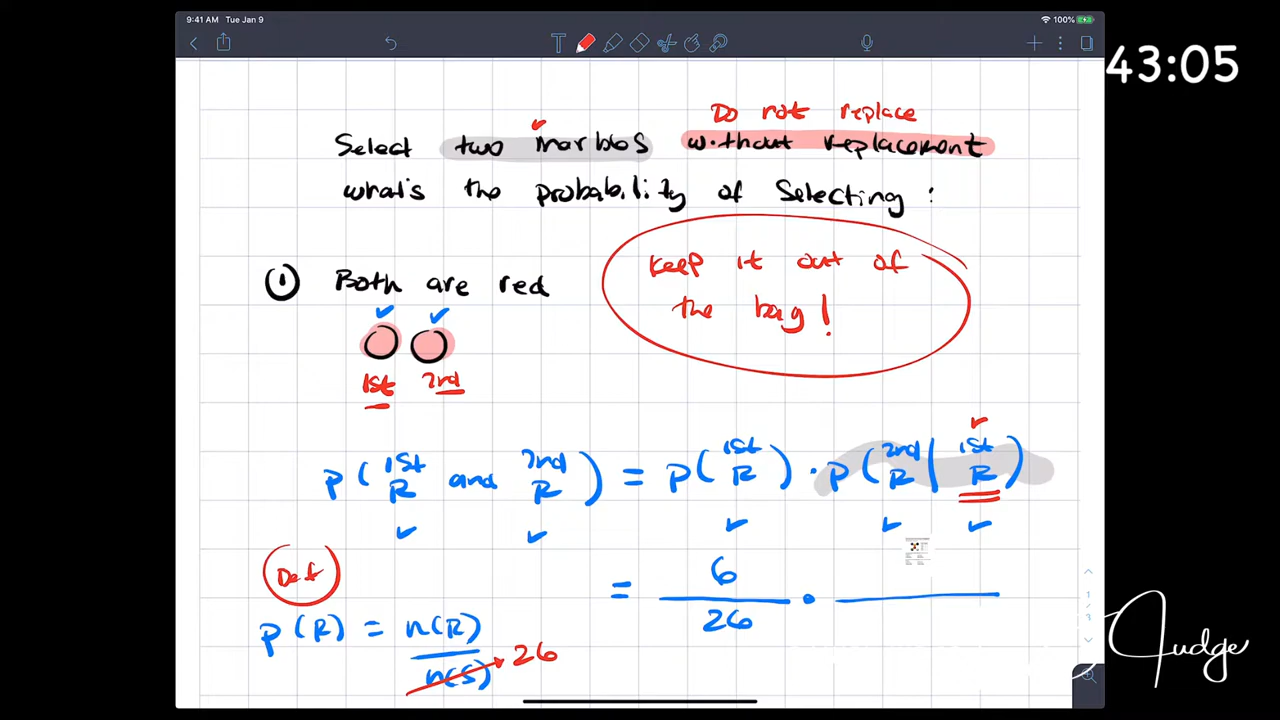 9:41 AM Tue Jan 9
100%
43:05
Do not replace
Select two marbles without replacement
what's the probability of selecting :
① Both are red
keep it out of
the bag!
1st 2rd
P( 1st R and 2nd R ) = P( 1st R ) · P( 2nd R | 1st R )
Def
= 6/26 ·
P(R) = n(R)/n(S) 26
Judge